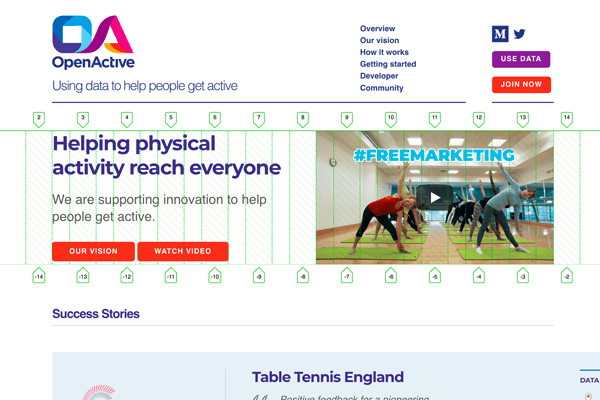 OpenActive
Using data to help people get active
Overview
Our vision
How it works
Getting started
Developer
Community
USE DATA
JOIN NOW
2 3 4 5 6 7 8 9 10 11 12 13 14
Helping physical
activity reach everyone
We are supporting innovation to help
people get active.
OUR VISION WATCH VIDEO
#FREEMARKETING
-14 -13 -12 -11 -10 -9 -8 -7 -6 -5 -4 -3 -2
Success Stories
Table Tennis England
“ Positive feedback for a pioneering
DATA